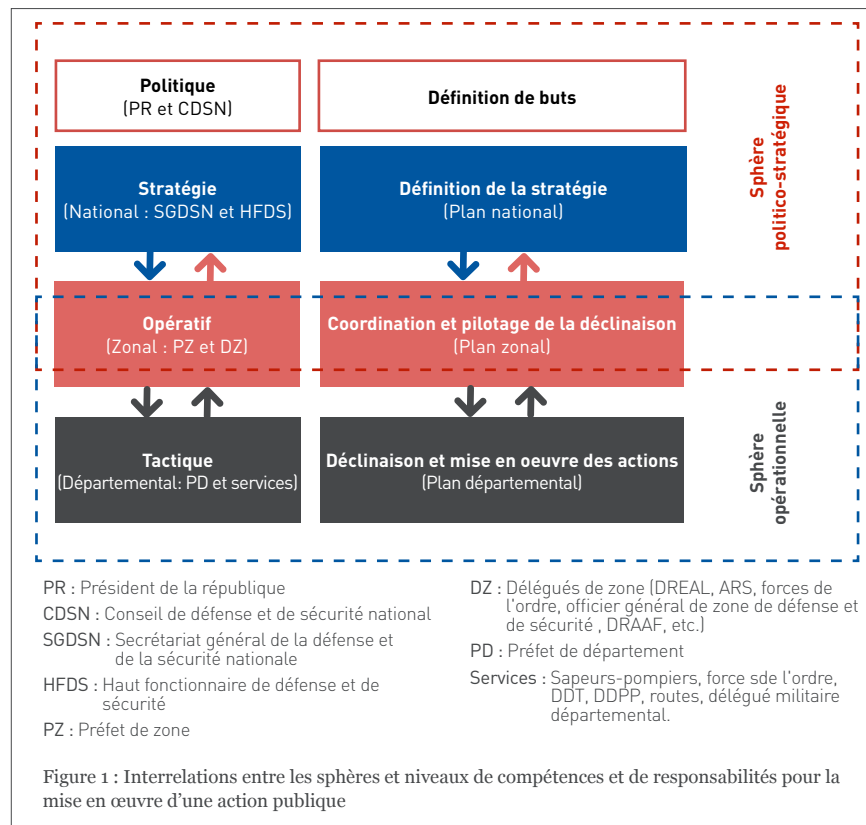 Politique
(PR et CDSN)
Définition de buts
Stratégie
(National : SGDSN et HFDS)
Définition de la stratégie
(Plan national)
Sphère
politico-stratégique
Opératif
(Zonal : PZ et DZ)
Coordination et pilotage de la déclinaison
(Plan zonal)
Tactique
(Départemental: PD et services)
Déclinaison et mise en oeuvre des actions
(Plan départemental)
Sphère
opérationnelle
PR : Président de la république
CDSN : Conseil de défense et de sécurité national
SGDSN : Secrétariat général de la défense et
de la sécurité nationale
HFDS : Haut fonctionnaire de défense et de
sécurité
PZ : Préfet de zone
DZ : Délégués de zone (DREAL, ARS, forces de
l'ordre, officier général de zone de défense et
de sécurité , DRAAF, etc.)
PD : Préfet de département
Services : Sapeurs-pompiers, force sde l'ordre,
DDT, DDPP, routes, délégué militaire
départemental.
Figure 1 : Interrelations entre les sphères et niveaux de compétences et de responsabilités pour la
mise en œuvre d'une action publique